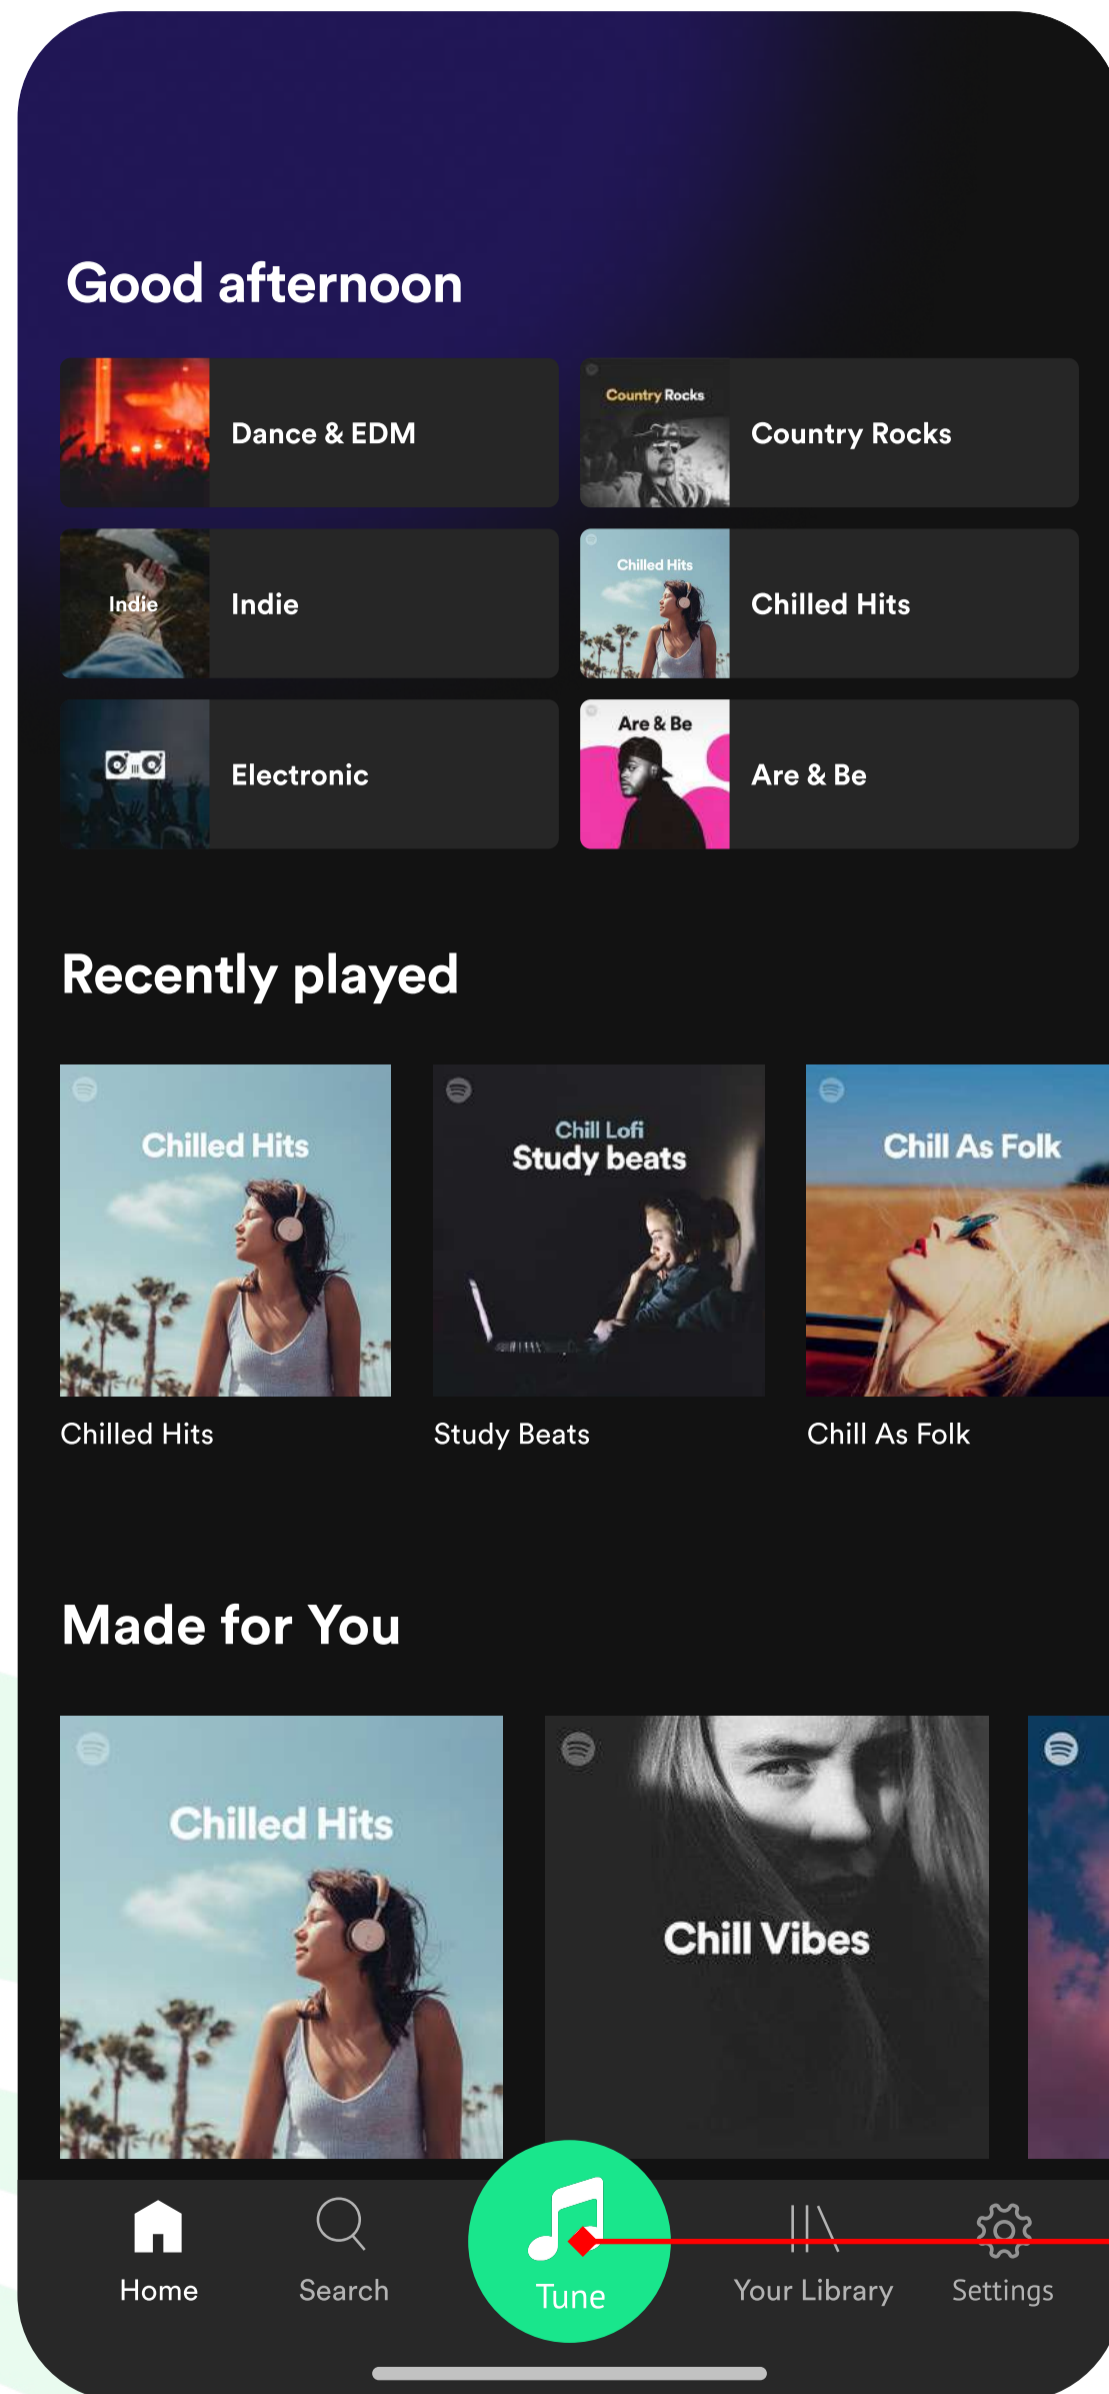 Good afternoon
Dance & EDM
Country Rocks
Country Rocks
Indie
Indie
Chilled Hits
Chilled Hits
Electronic
Are & Be
Are & Be
Recently played
Chilled Hits
Chill Lofi
Study beats
Chill As Folk
Chilled Hits
Study Beats
Chill As Folk
Made for You
Chilled Hits
Chill Vibes
Home
Search
Tune
Your Library
Settings